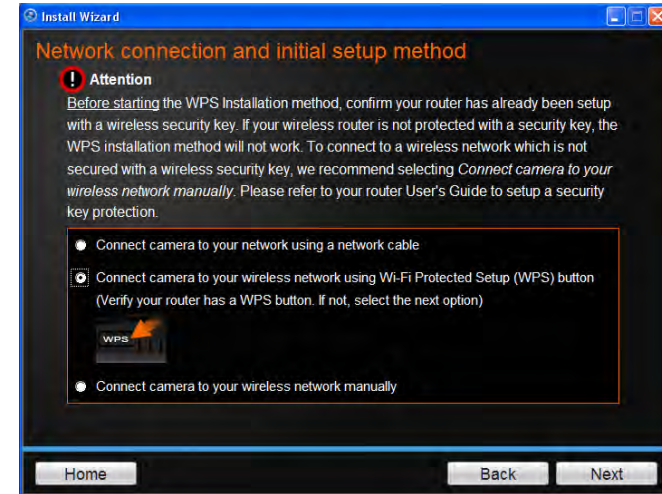 Install Wizard
Network connection and initial setup method
! Attention
Before starting the WPS Installation method, confirm your router has already been setup
with a wireless security key. If your wireless router is not protected with a security key, the
WPS installation method will not work. To connect to a wireless network which is not
secured with a wireless security key, we recommend selecting Connect camera to your
wireless network manually. Please refer to your router User's Guide to setup a security
key protection.
Connect camera to your network using a network cable
Connect camera to your wireless network using Wi-Fi Protected Setup (WPS) button
(Verify your router has a WPS button. If not, select the next option)
WPS
Connect camera to your wireless network manually
Home
Back
Next